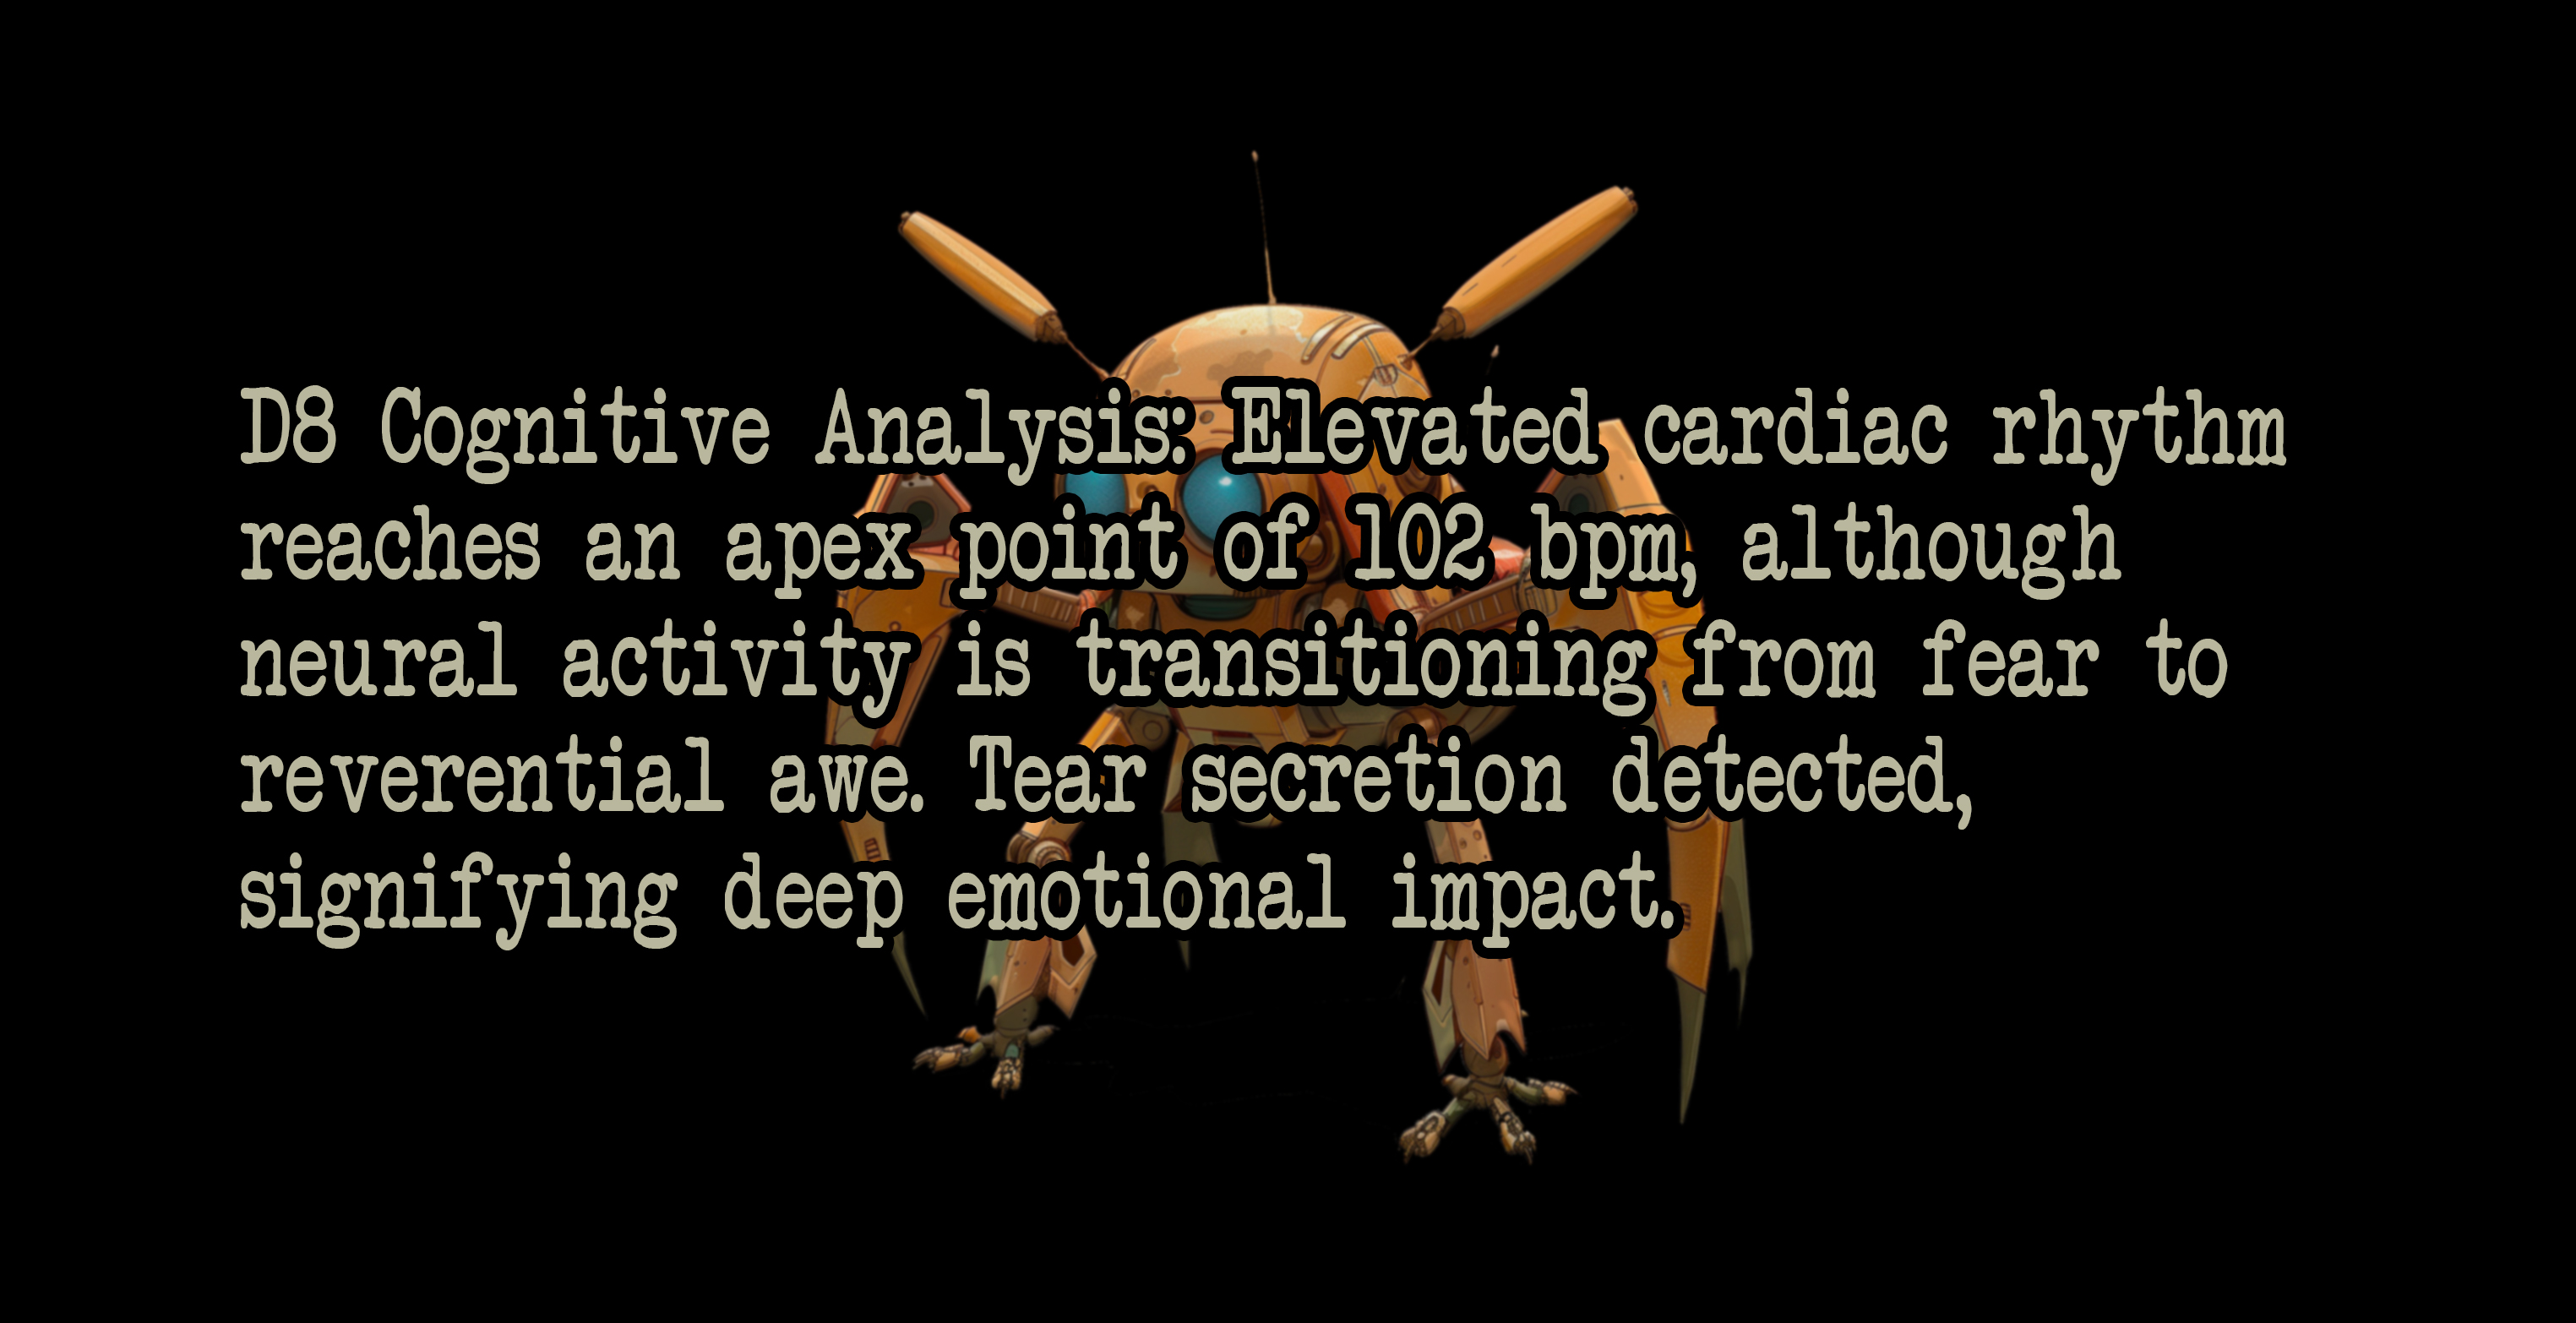 D8 Cognitive Analysis: Elevated cardiac rhythm
reaches an apex point of 102 bpm, although
neural activity is transitioning from fear to
reverential awe. Tear secretion detected,
signifying deep emotional impact.